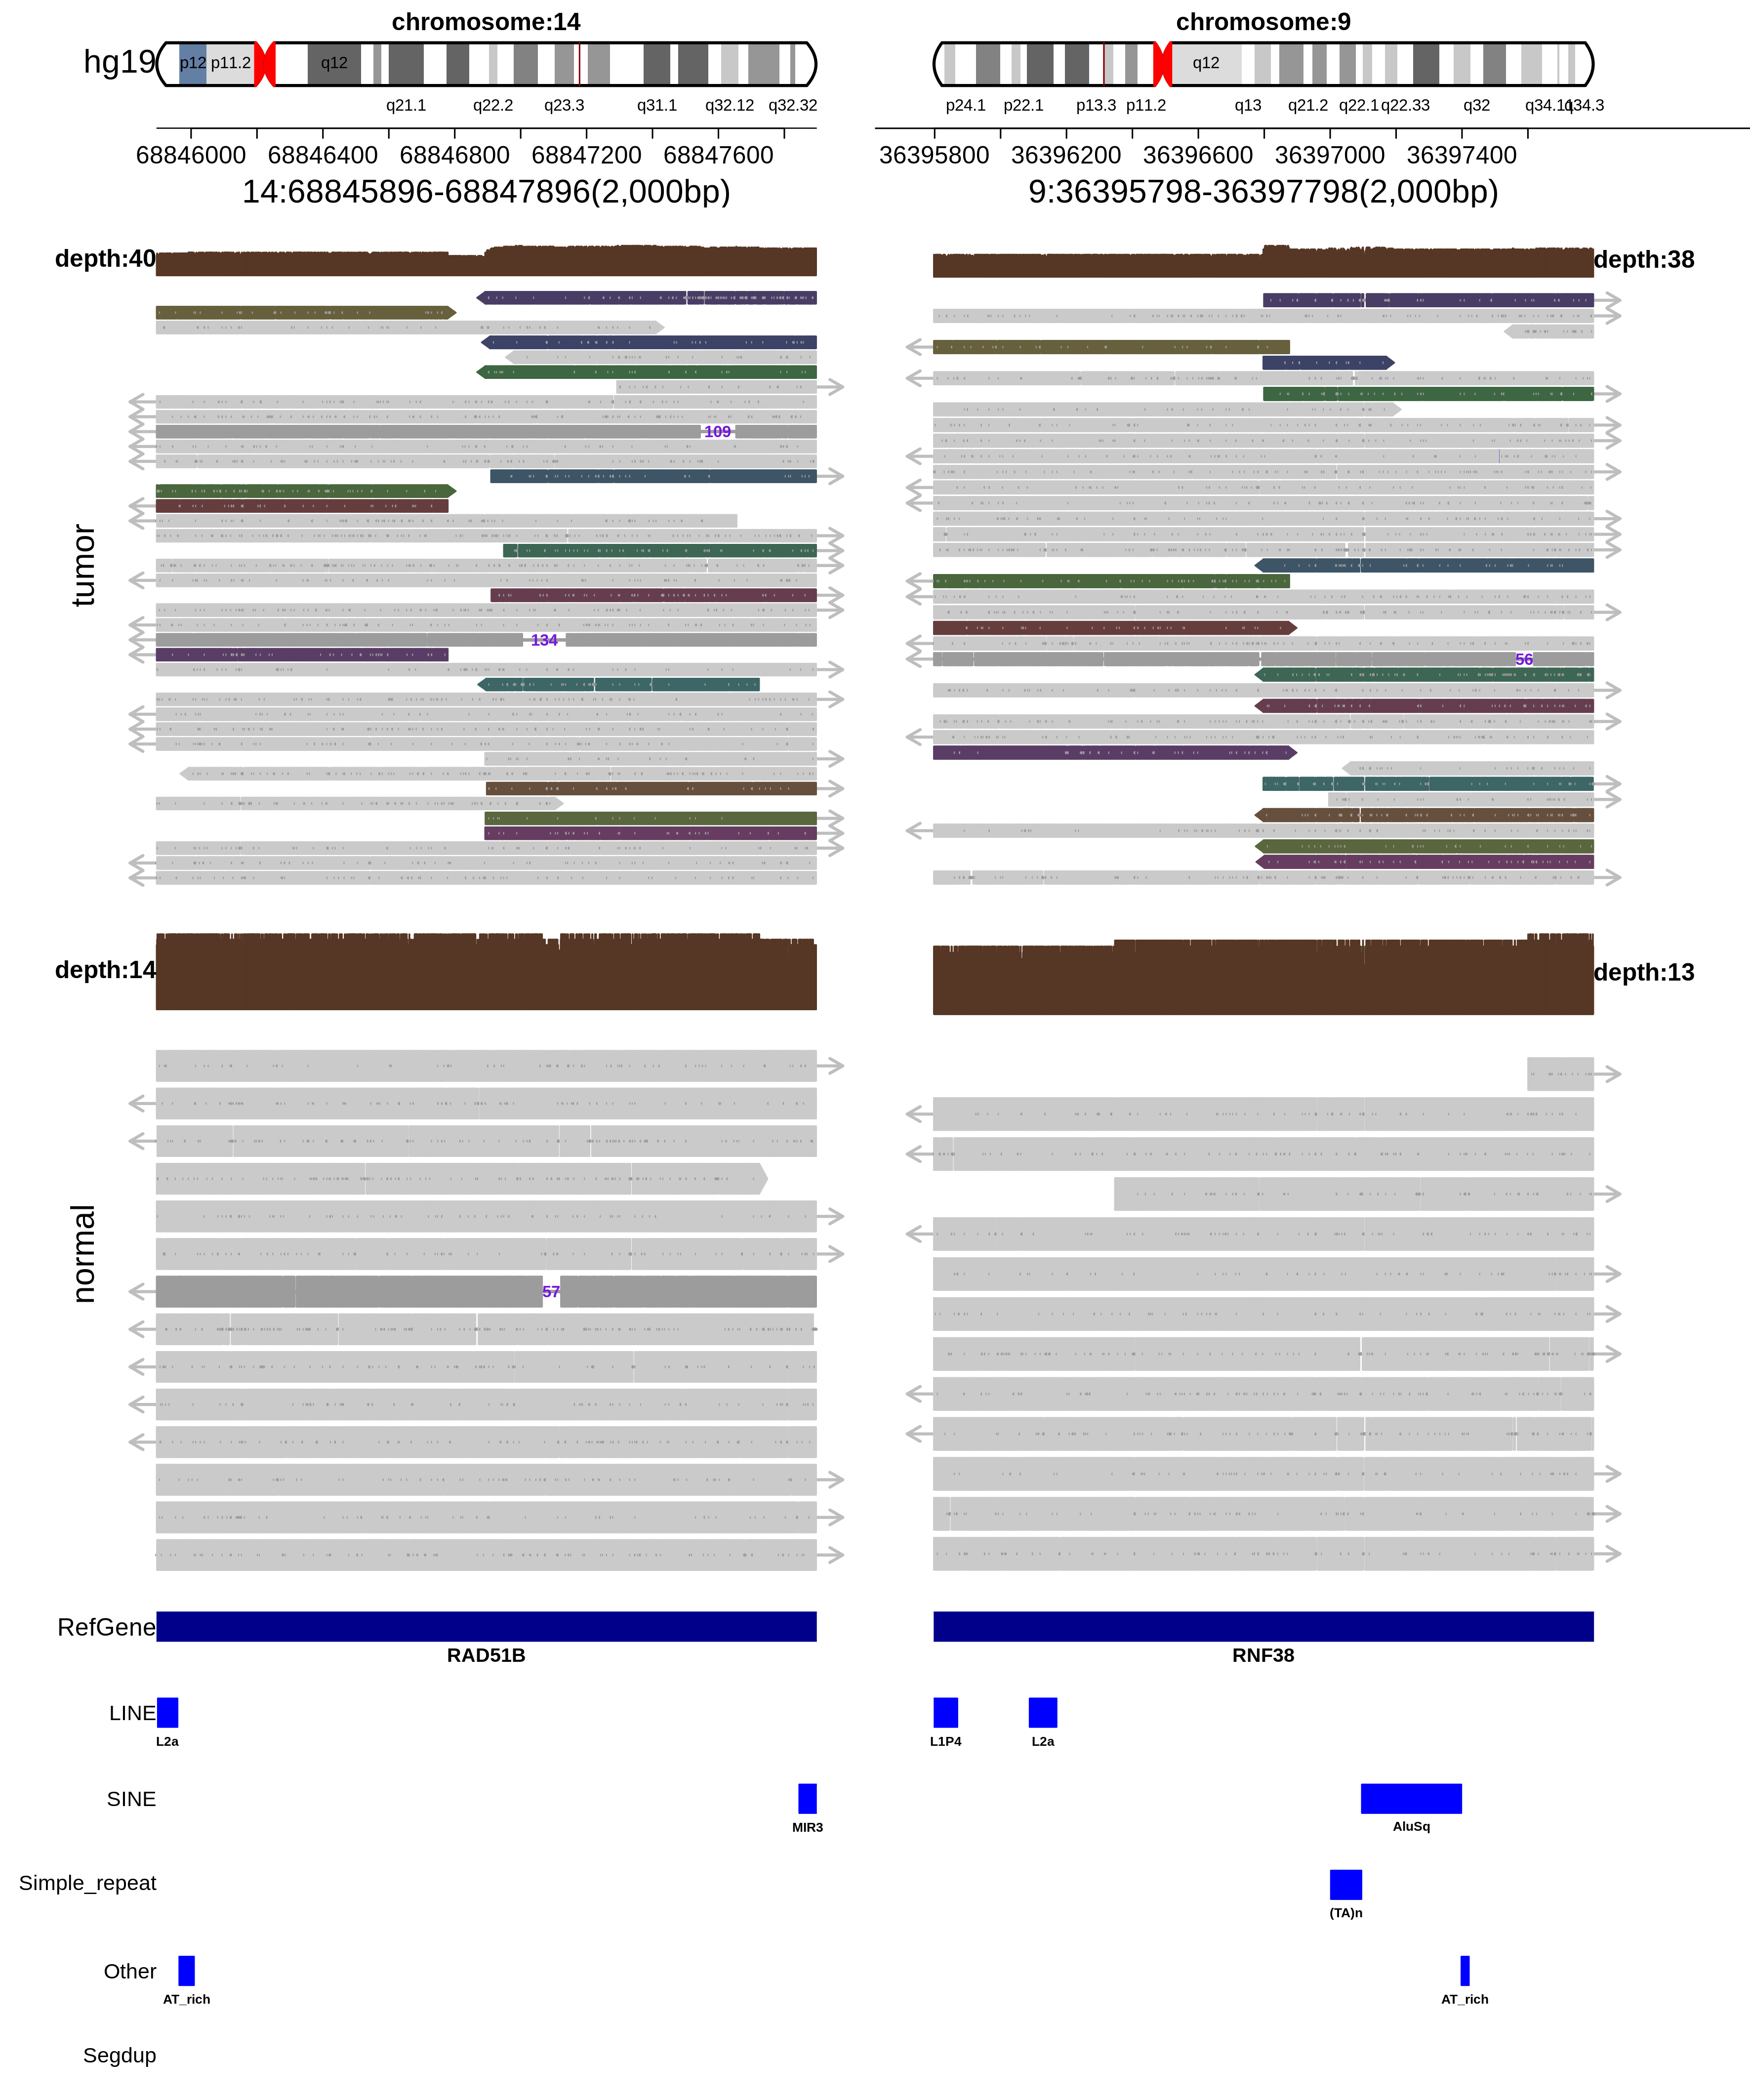 chromosome:14 chromosome:9
hg19 p12 p11.2 q12 q12
q21.1 q22.2 q23.3 q31.1 q32.12 q32.32 p24.1 p22.1 p13.3 p11.2 q13 q21.2 q22.1 q22.33 q32 q34.3
68846000 68846400 68846800 68847200 68847600 36395800 36396200 36396600 36397000 36397400
14:68845896-68847896(2,000bp) 9:36395798-36397798(2,000bp)
depth:40 depth:38
109
tumor
134
56
depth:14 depth:13
normal
57
RefGene
RAD51B RNF38
LINE
L2a L1P4 L2a
SINE
MIR3 AluSq
Simple_repeat
(TA)n
Other
AT_rich AT_rich
Segdup